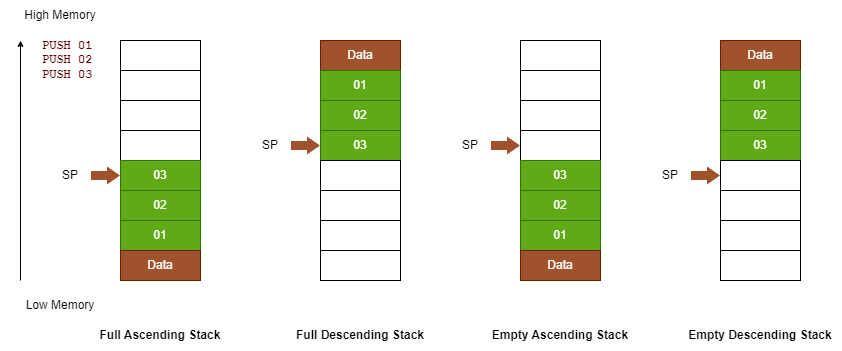 High Memory
PUSH 01
PUSH 02
PUSH 03
SP
03
02
01
Data
Low Memory
Full Ascending Stack
Data
01
02
SP
03
Full Descending Stack
SP
03
02
01
Data
Empty Ascending Stack
Data
01
02
03
SP
Empty Descending Stack